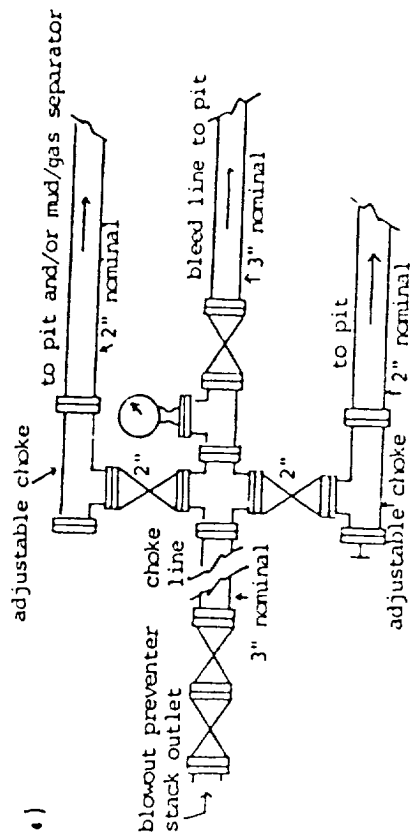 adjustable choke
to pit and/or mud/gas separator
2" nominal
2"
choke
line
bleed line to pit
3" nominal
blowout preventer
stack outlet
3" nominal
2"
to pit
2" nominal
adjustable choke